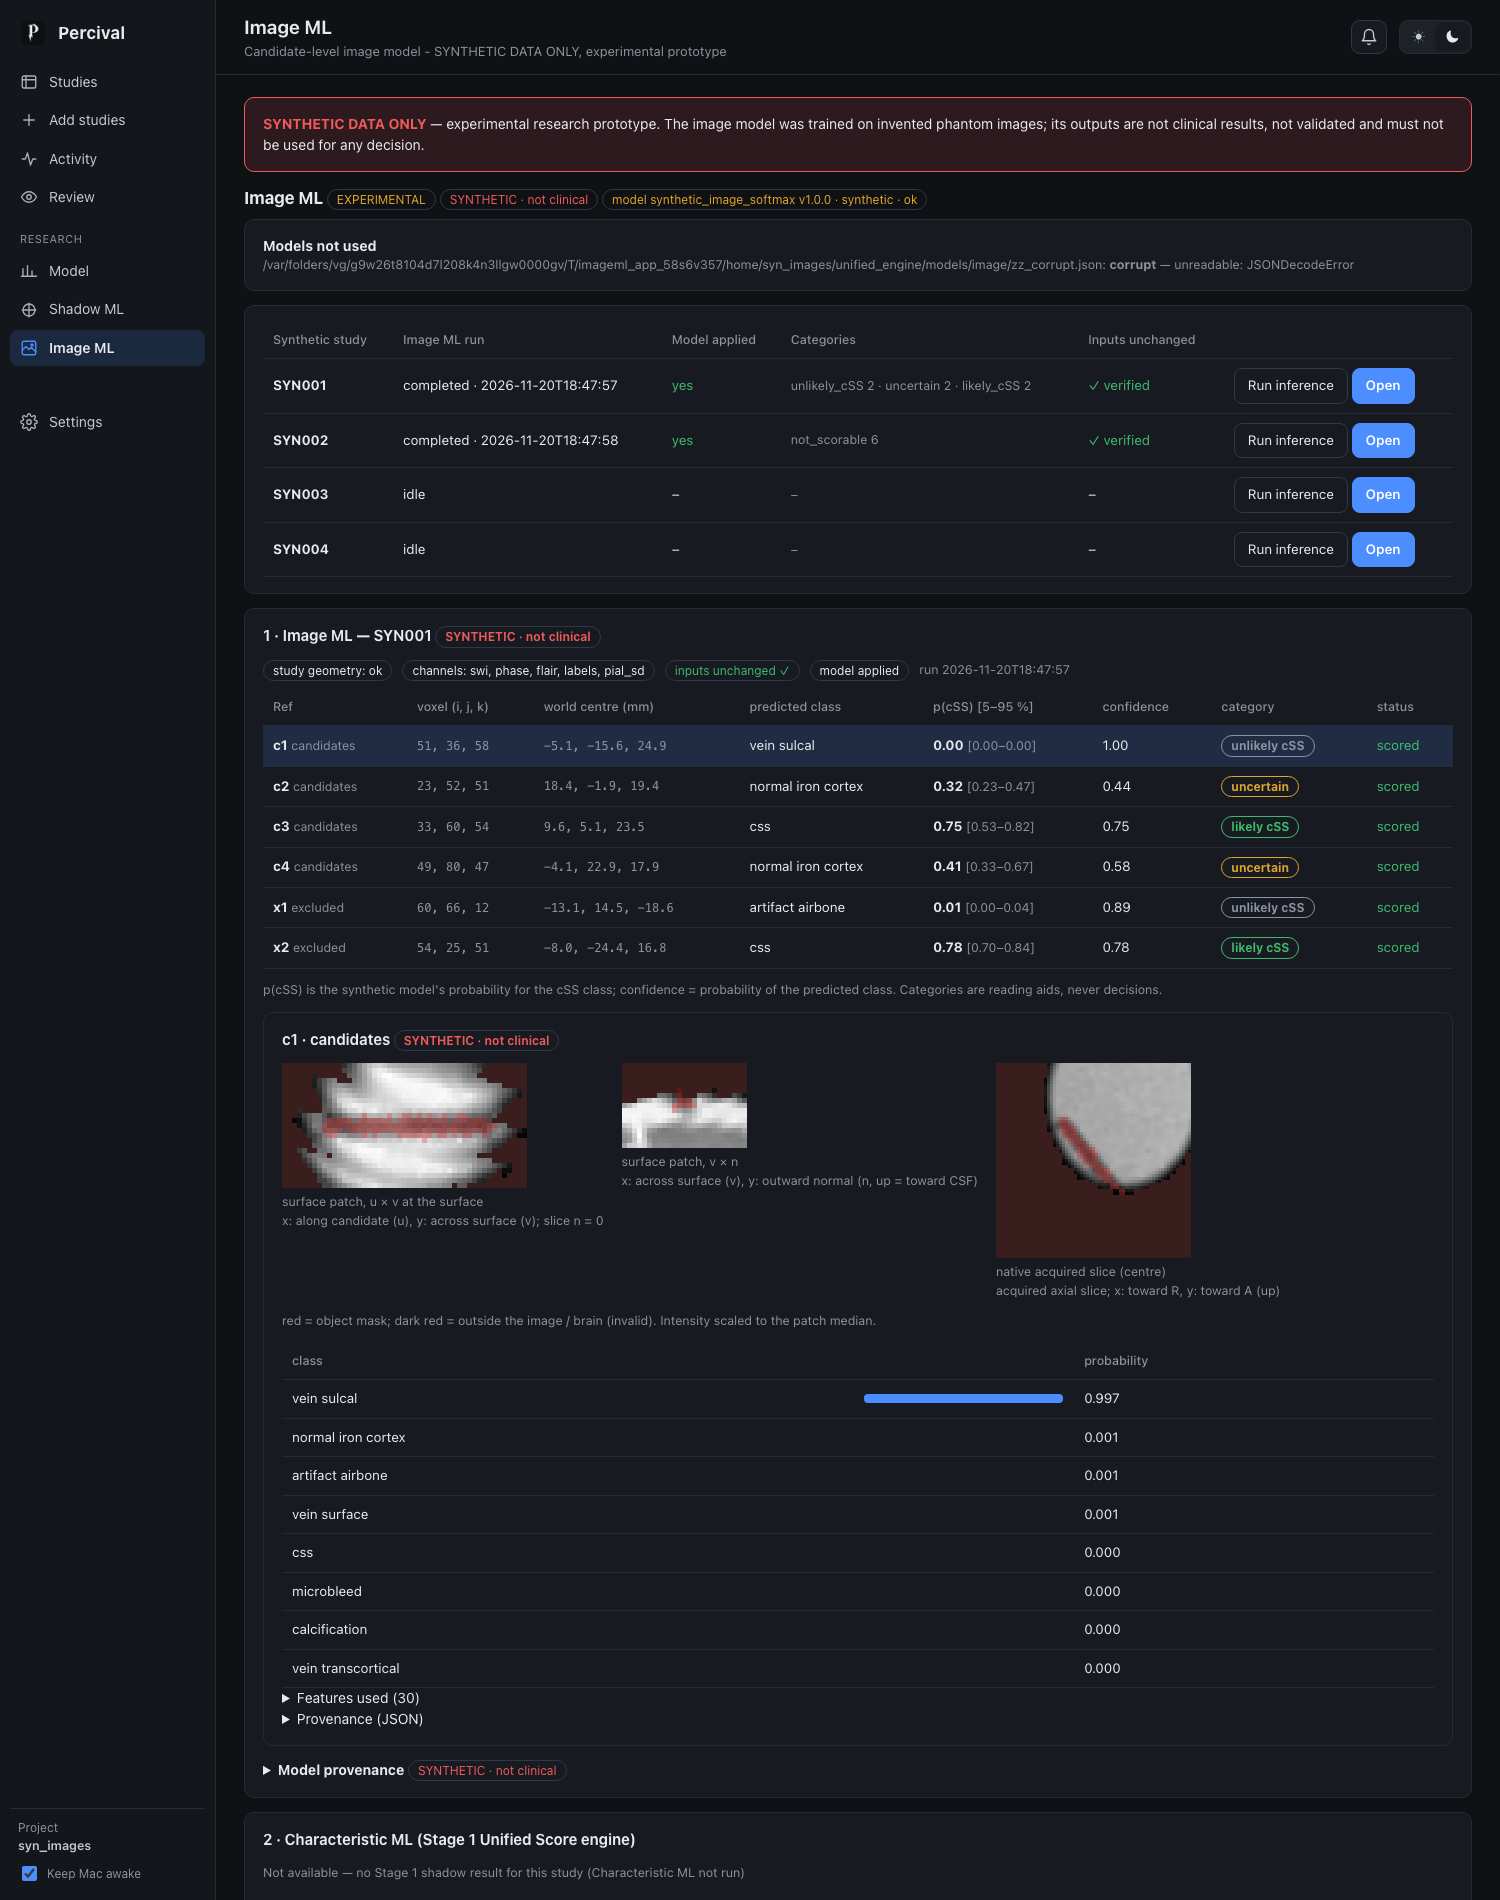 Percival
Studies
Add studies
Activity
Review
RESEARCH
Model
Shadow ML
Image ML
Settings
Project
syn_images
Keep Mac awake
Image ML
Candidate-level image model - SYNTHETIC DATA ONLY, experimental prototype
SYNTHETIC DATA ONLY — experimental research prototype. The image model was trained on invented phantom images; its outputs are not clinical results, not validated and must not
be used for any decision.
Image ML EXPERIMENTAL SYNTHETIC · not clinical model synthetic_image_softmax v1.0.0 · synthetic · ok
Models not used
/var/folders/vg/g9w26t8104d7l208k4n3llgw0000gv/T/imageml_app_58s6v357/home/syn_images/unified_engine/models/image/zz_corrupt.json: corrupt — unreadable: JSONDecodeError
Synthetic study Image ML run Model applied Categories Inputs unchanged
SYN001 completed · 2026-11-20T18:47:57 yes unlikely_cSS 2 · uncertain 2 · likely_cSS 2 ✓ verified Run inference Open
SYN002 completed · 2026-11-20T18:47:58 yes not_scorable 6 ✓ verified Run inference Open
SYN003 idle – – – Run inference Open
SYN004 idle – – – Run inference Open
1 · Image ML — SYN001 SYNTHETIC · not clinical
study geometry: ok channels: swi, phase, flair, labels, pial_sd inputs unchanged ✓ model applied run 2026-11-20T18:47:57
Ref voxel (i, j, k) world centre (mm) predicted class p(cSS) [5–95 %] confidence category status
c1 candidates 51, 36, 58 −5.1, −15.6, 24.9 vein sulcal 0.00 [0.00–0.00] 1.00 unlikely cSS scored
c2 candidates 23, 52, 51 18.4, −1.9, 19.4 normal iron cortex 0.32 [0.23–0.47] 0.44 uncertain scored
c3 candidates 33, 60, 54 9.6, 5.1, 23.5 css 0.75 [0.53–0.82] 0.75 likely cSS scored
c4 candidates 49, 80, 47 −4.1, 22.9, 17.9 normal iron cortex 0.41 [0.33–0.67] 0.58 uncertain scored
x1 excluded 60, 66, 12 −13.1, 14.5, −18.6 artifact airbone 0.01 [0.00–0.04] 0.89 unlikely cSS scored
x2 excluded 54, 25, 51 −8.0, −24.4, 16.8 css 0.78 [0.70–0.84] 0.78 likely cSS scored
p(cSS) is the synthetic model's probability for the cSS class; confidence = probability of the predicted class. Categories are reading aids, never decisions.
c1 · candidates SYNTHETIC · not clinical
surface patch, u × v at the surface
x: along candidate (u), y: across surface (v); slice n = 0
surface patch, v × n
x: across surface (v), y: outward normal (n, up = toward CSF)
native acquired slice (centre)
acquired axial slice; x: toward R, y: toward A (up)
red = object mask; dark red = outside the image / brain (invalid). Intensity scaled to the patch median.
class probability
vein sulcal 0.997
normal iron cortex 0.001
artifact airbone 0.001
vein surface 0.001
css 0.000
microbleed 0.000
calcification 0.000
vein transcortical 0.000
Features used (30)
Provenance (JSON)
Model provenance SYNTHETIC · not clinical
2 · Characteristic ML (Stage 1 Unified Score engine)
Not available — no Stage 1 shadow result for this study (Characteristic ML not run)